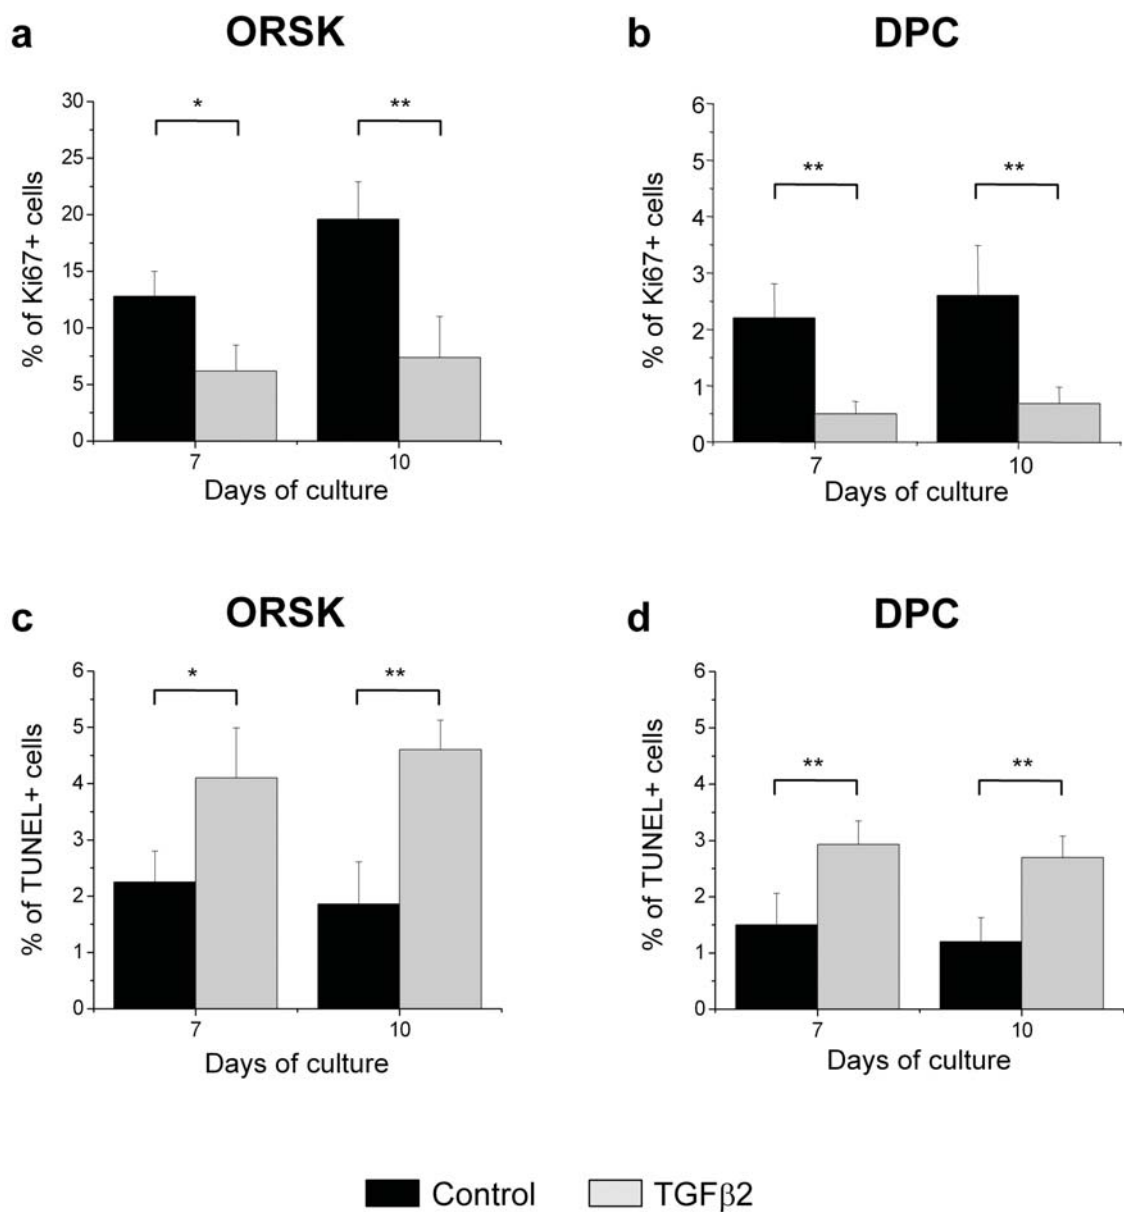 a ORSK
* **
30
25
20
15
10
5
0
% of Ki67+ cells
7 10
Days of culture
b DPC
** **
6
5
4
3
2
1
0
% of Ki67+ cells
7 10
Days of culture
c ORSK
* **
6
5
4
3
2
1
0
% of TUNEL+ cells
7 10
Days of culture
d DPC
** **
6
5
4
3
2
1
0
% of TUNEL+ cells
7 10
Days of culture
Control TGFβ2